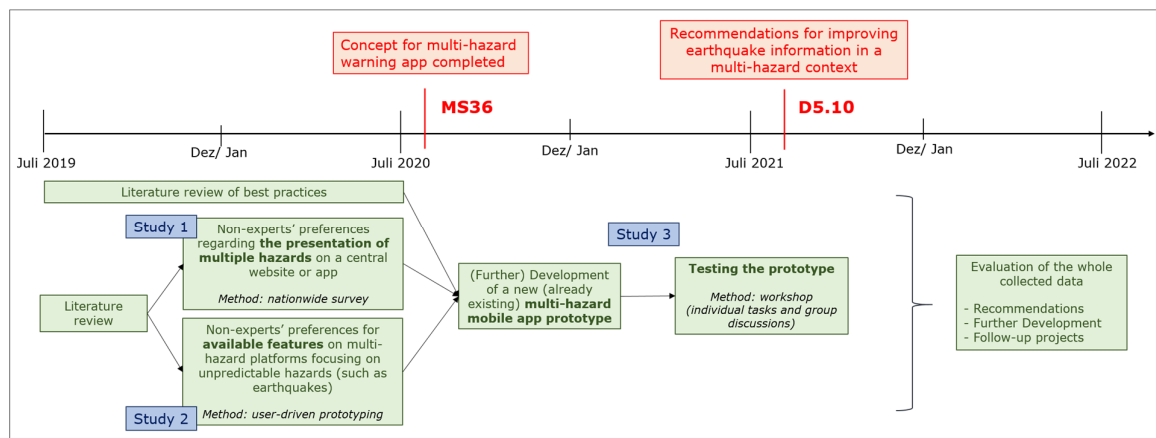 Concept for multi-hazard
warning app completed
Recommendations for improving
earthquake information in a
multi-hazard context
MS36
D5.10
Juli 2019
Dez/ Jan
Juli 2020
Dez/ Jan
Juli 2021
Dez/ Jan
Juli 2022
Literature review of best practices
Study 1
Non-experts' preferences
regarding the presentation of
multiple hazards on a central
website or app
Method: nationwide survey
Literature
review
Non-experts' preferences for
available features on multi-
hazard platforms focusing on
unpredictable hazards (such as
earthquakes)
Method: user-driven prototyping
Study 2
(Further) Development
of a new (already
existing) multi-hazard
mobile app prototype
Study 3
Testing the prototype
Method: workshop
(individual tasks and group
discussions)
Evaluation of the whole
collected data
- Recommendations
- Further Development
- Follow-up projects